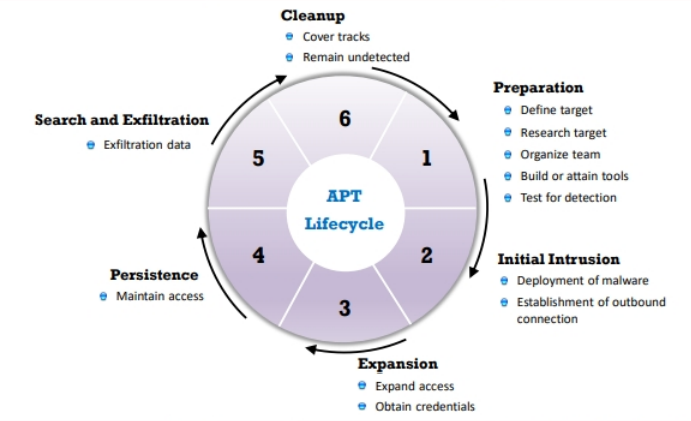 Cleanup
Cover tracks
Remain undetected
Preparation
Define target
Research target
Organize team
Build or attain tools
Test for detection
Search and Exfiltration
Exfiltration data
6
5
1
APT
Lifecycle
4
2
3
Initial Intrusion
Deployment of malware
Establishment of outbound
connection
Persistence
Maintain access
Expansion
Expand access
Obtain credentials